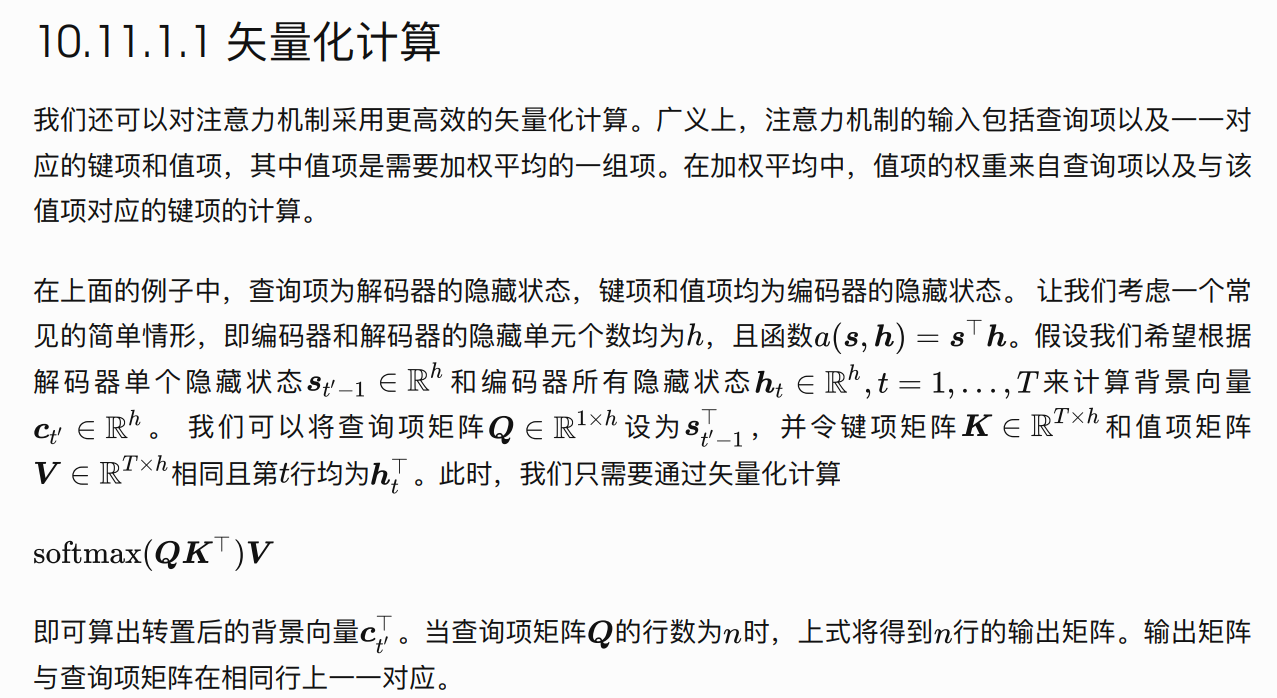 10.11.1.1 矢量化计算
我们还可以对注意力机制采用更高效的矢量化计算。广义上，注意力机制的输入包括查询项以及一一对
应的键项和值项，其中值项是需要加权平均的一组项。在加权平均中，值项的权重来自查询项以及与该
值项对应的键项的计算。
在上面的例子中，查询项为解码器的隐藏状态，键项和值项均为编码器的隐藏状态。 让我们考虑一个常
见的简单情形，即编码器和解码器的隐藏单元个数均为$h$，且函数$a(\boldsymbol{s}, \boldsymbol{h}) = \boldsymbol{s}^\top \boldsymbol{h}$。假设我们希望根据
解码器单个隐藏状态$\boldsymbol{s}_{t'-1} \in \mathbb{R}^h$和编码器所有隐藏状态$\boldsymbol{h}_t \in \mathbb{R}^h, t = 1, \ldots, T$来计算背景向量
$\boldsymbol{c}_{t'} \in \mathbb{R}^h$。 我们可以将查询项矩阵$\boldsymbol{Q} \in \mathbb{R}^{1 \times h}$设为$\boldsymbol{s}_{t'-1}^\top$，并令键项矩阵$\boldsymbol{K} \in \mathbb{R}^{T \times h}$和值项矩阵
$\boldsymbol{V} \in \mathbb{R}^{T \times h}$相同且第$t$行均为$\boldsymbol{h}_t^\top$。此时，我们只需要通过矢量化计算
$\text{softmax}(\boldsymbol{Q}\boldsymbol{K}^\top)\boldsymbol{V}$
即可算出转置后的背景向量$\boldsymbol{c}_{t'}^\top$。当查询项矩阵$\boldsymbol{Q}$的行数为$n$时，上式将得到$n$行的输出矩阵。输出矩阵
与查询项矩阵在相同行上一一对应。